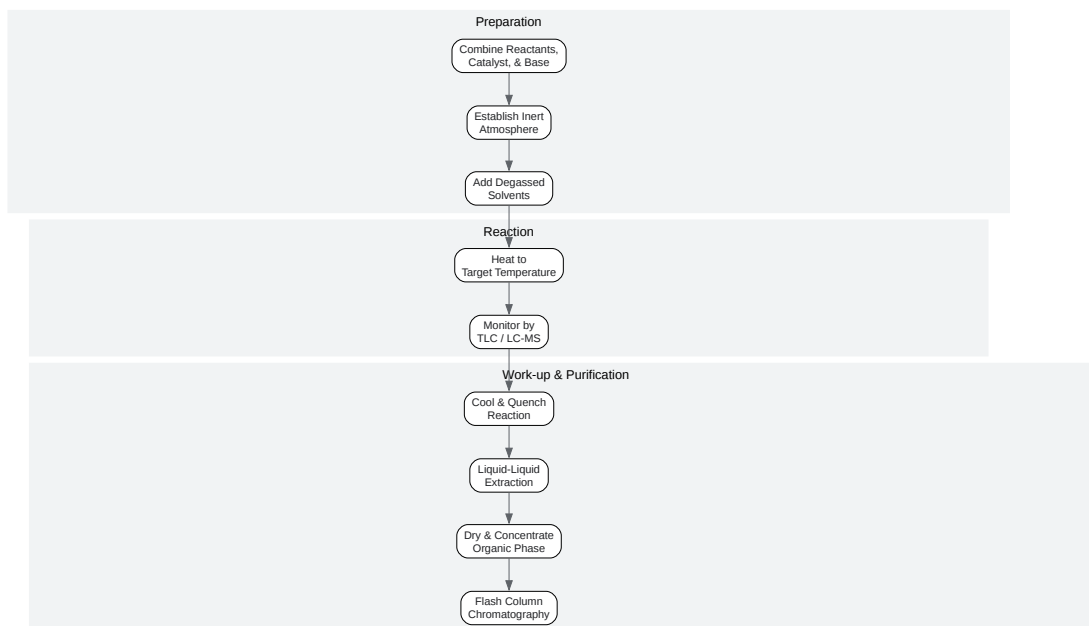 Preparation
Combine Reactants,
Catalyst, & Base
Establish Inert
Atmosphere
Add Degassed
Solvents
Reaction
Heat to
Target Temperature
Monitor by
TLC / LC-MS
Work-up & Purification
Cool & Quench
Reaction
Liquid-Liquid
Extraction
Dry & Concentrate
Organic Phase
Flash Column
Chromatography